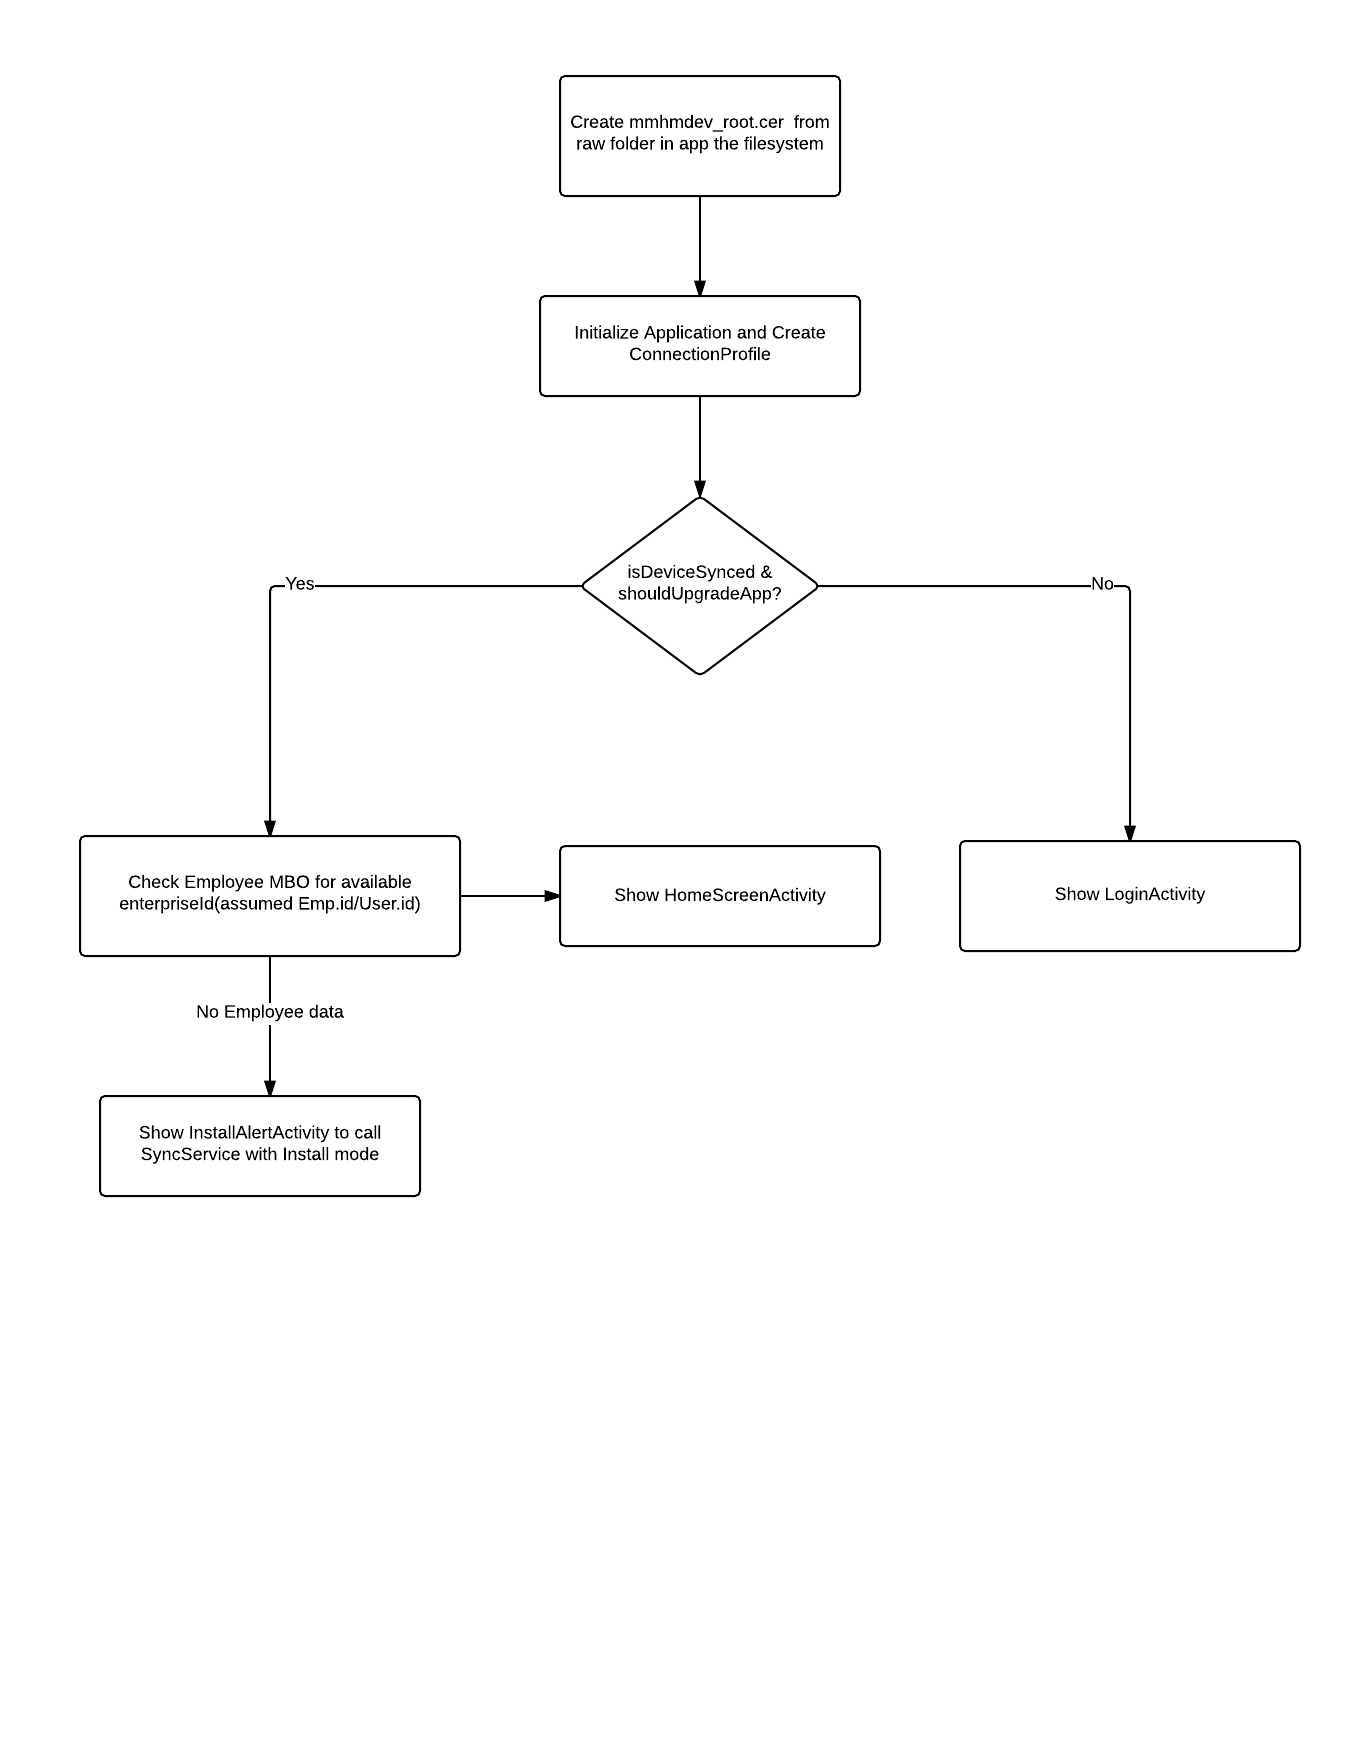 Create mmhmdev_root.cer  from
raw folder in app the filesystem
Initialize Application and Create
ConnectionProfile
isDeviceSynced &
shouldUpgradeApp?
Yes
No
Check Employee MBO for available
enterpriseId(assumed Emp.id/User.id)
Show HomeScreenActivity
Show LoginActivity
No Employee data
Show InstallAlertActivity to call
SyncService with Install mode